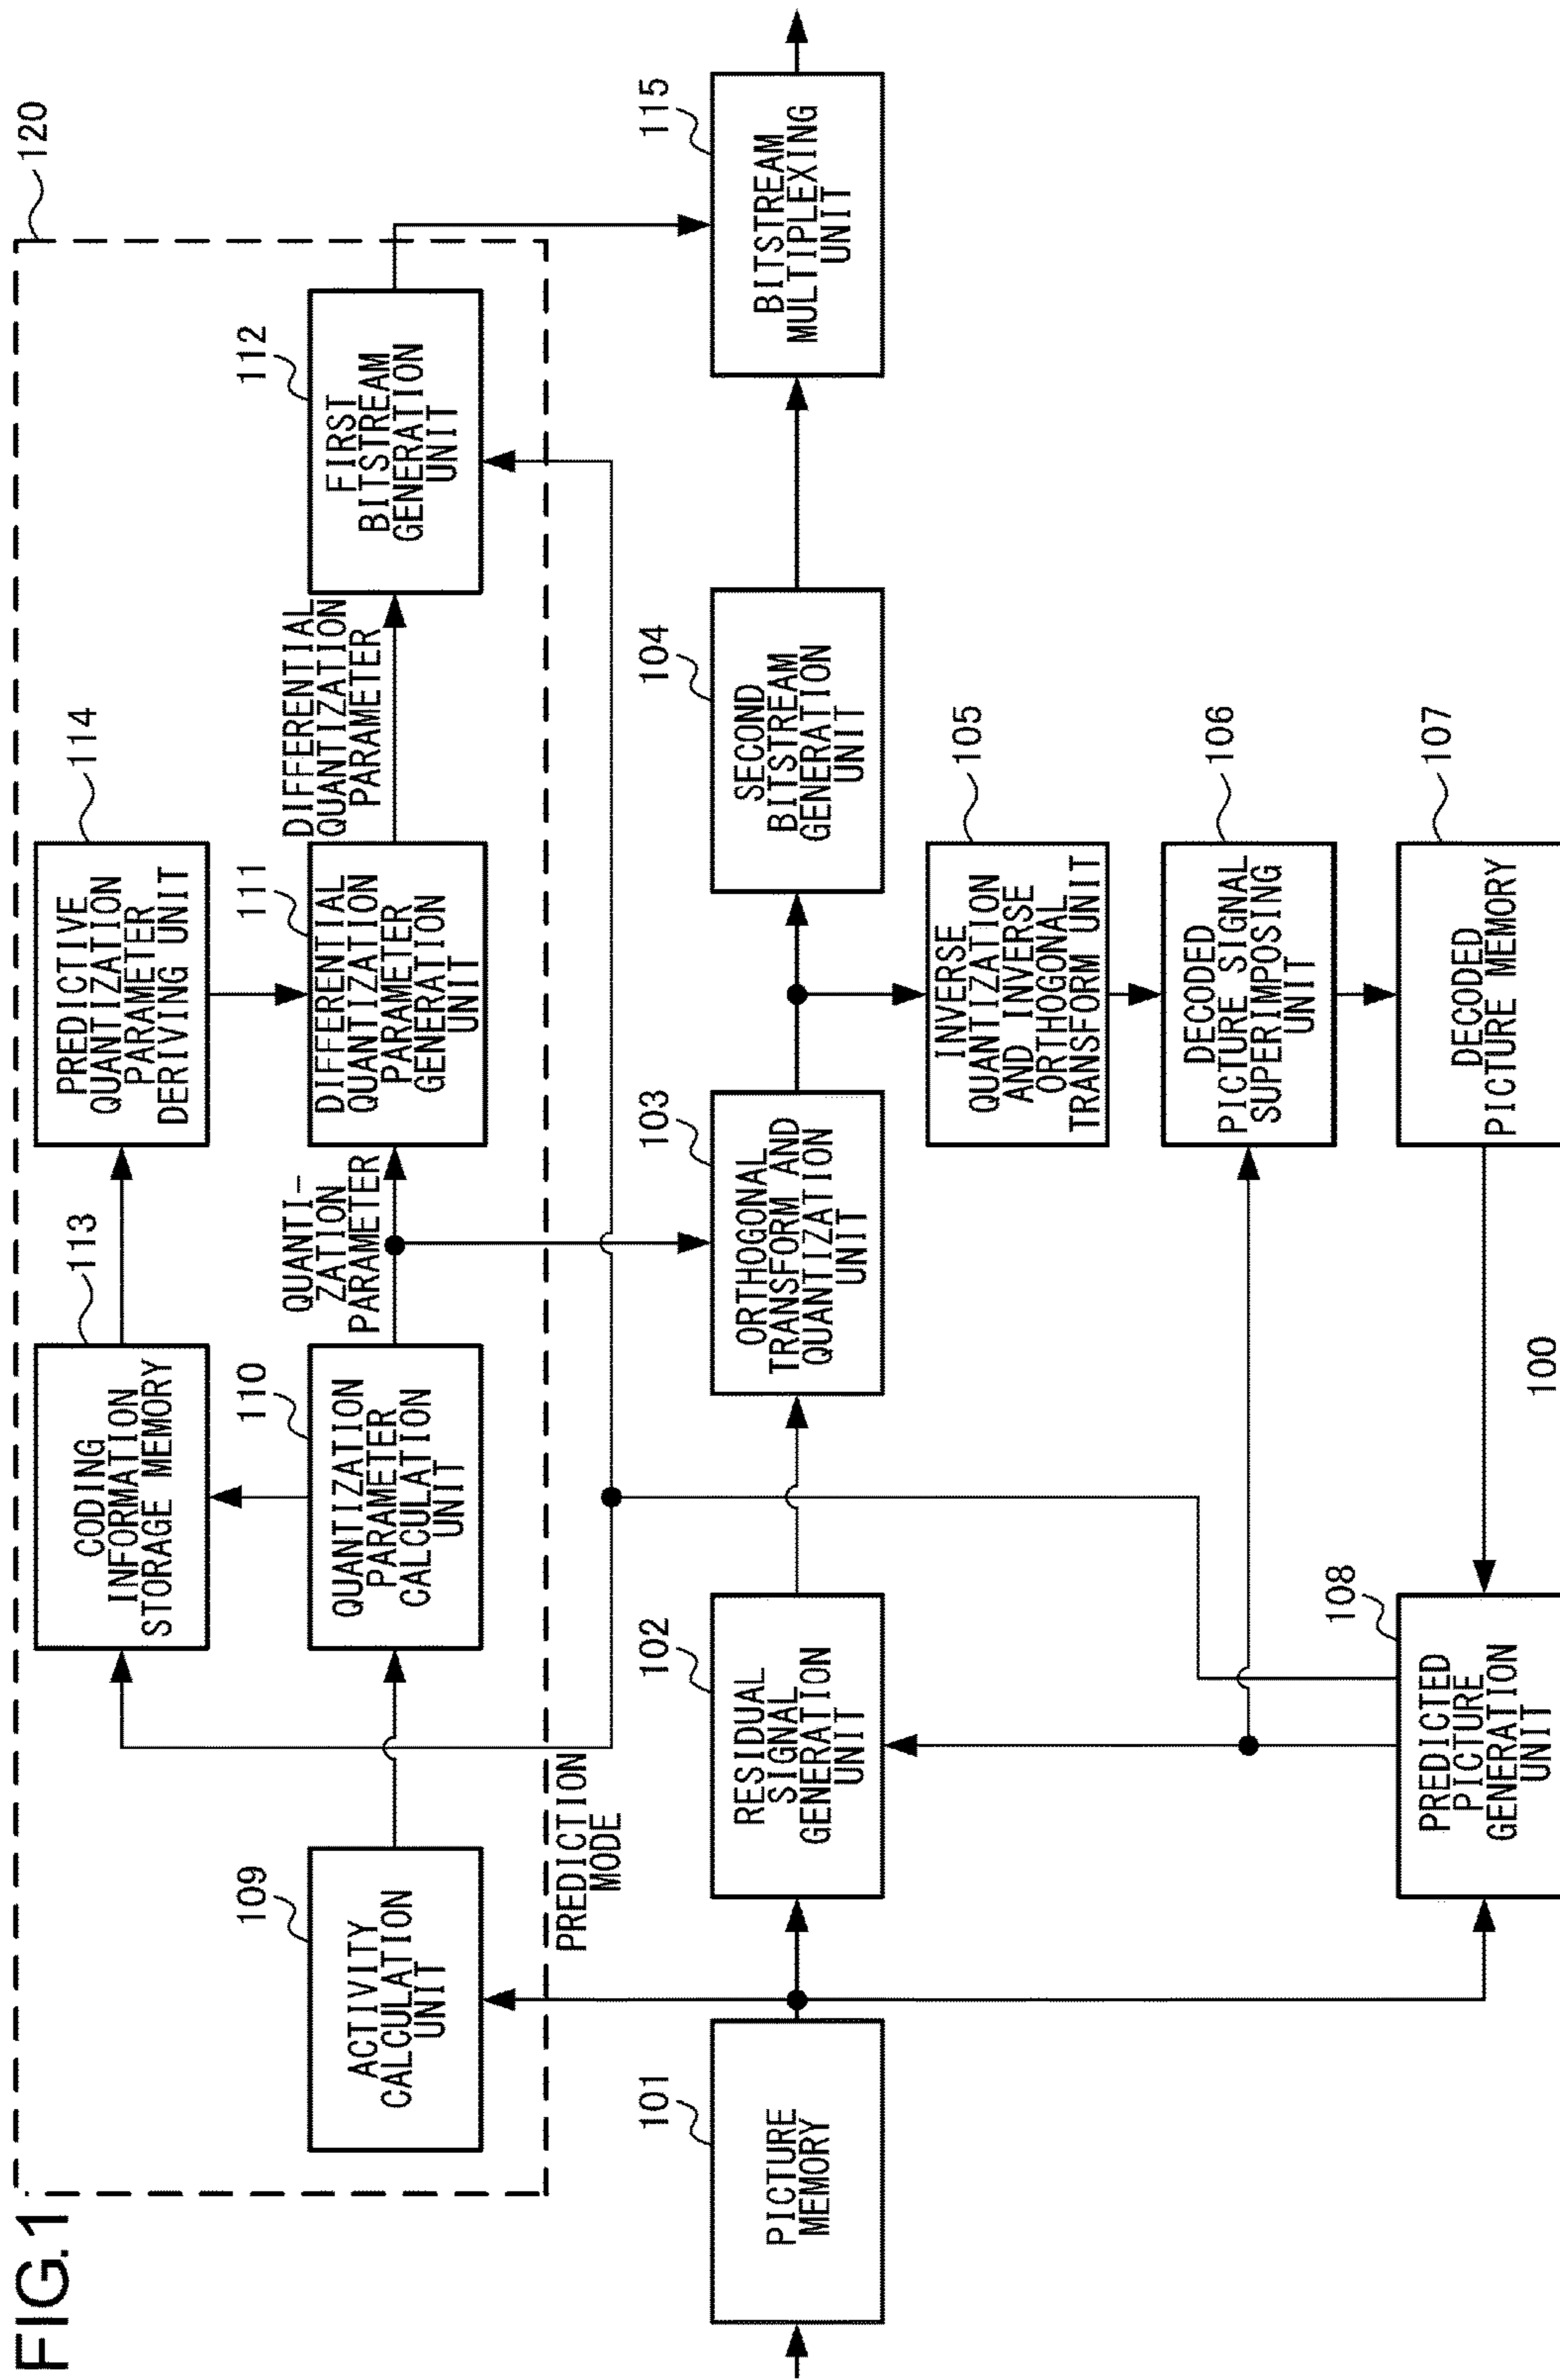 FIG.1
120
113
CODING
INFORMATION
STORAGE MEMORY
114
PREDICTIVE
QUANTIZATION
PARAMETER
DERIVING UNIT
109
ACTIVITY
CALCULATION
UNIT
110
QUANTIZATION
PARAMETER
CALCULATION
UNIT
QUANTI-
ZATION
PARAMETER
111
DIFFERENTIAL
QUANTIZATION
PARAMETER
GENERATION
UNIT
DIFFERENTIAL
QUANTIZATION
PARAMETER
112
FIRST
BITSTREAM
GENERATION
UNIT
PREDICTION
MODE
101
PICTURE
MEMORY
102
RESIDUAL
SIGNAL
GENERATION
UNIT
103
ORTHOGONAL
TRANSFORM AND
QUANTIZATION
UNIT
104
SECOND
BITSTREAM
GENERATION
UNIT
115
BITSTREAM
MULTIPLEXING
UNIT
INVERSE
QUANTIZATION
AND INVERSE
ORTHOGONAL
TRANSFORM UNIT
105
DECODED
PICTURE SIGNAL
SUPERIMPOSING
UNIT
106
108
PREDICTED
PICTURE
GENERATION
UNIT
DECODED
PICTURE MEMORY
107
100